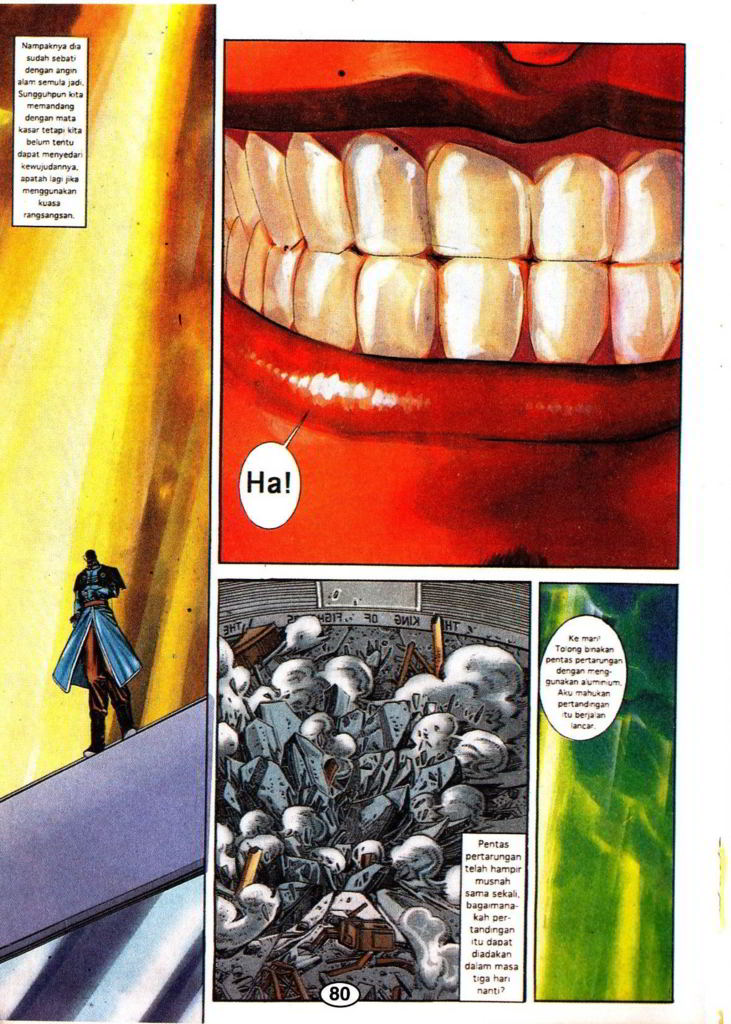 Nampaknya dia
sudah sebati
dengan angin
alam semula jadi.
Sungguhpun kita
memandang
dengan mata
kasar tetapi kita
belum tentu
dapat menyedari
kewujudannya,
apatah lagi jika
menggunakan
kuasa
rangsangsan.
Ha!
THE KING OF FIGHS TH
Pentas
pertarungan
telah hampir
musnah
sama sekali,
bagaimana-
kah per-
tandingan
itu dapat
diadakan
dalam masa
tiga hari
nanti?
Ke mari!
Tolong binakan
pentas pertarungan
dengan meng-
gunakan aluminium.
Aku mahukan
pertandingan
itu berjalan
lancar.
80